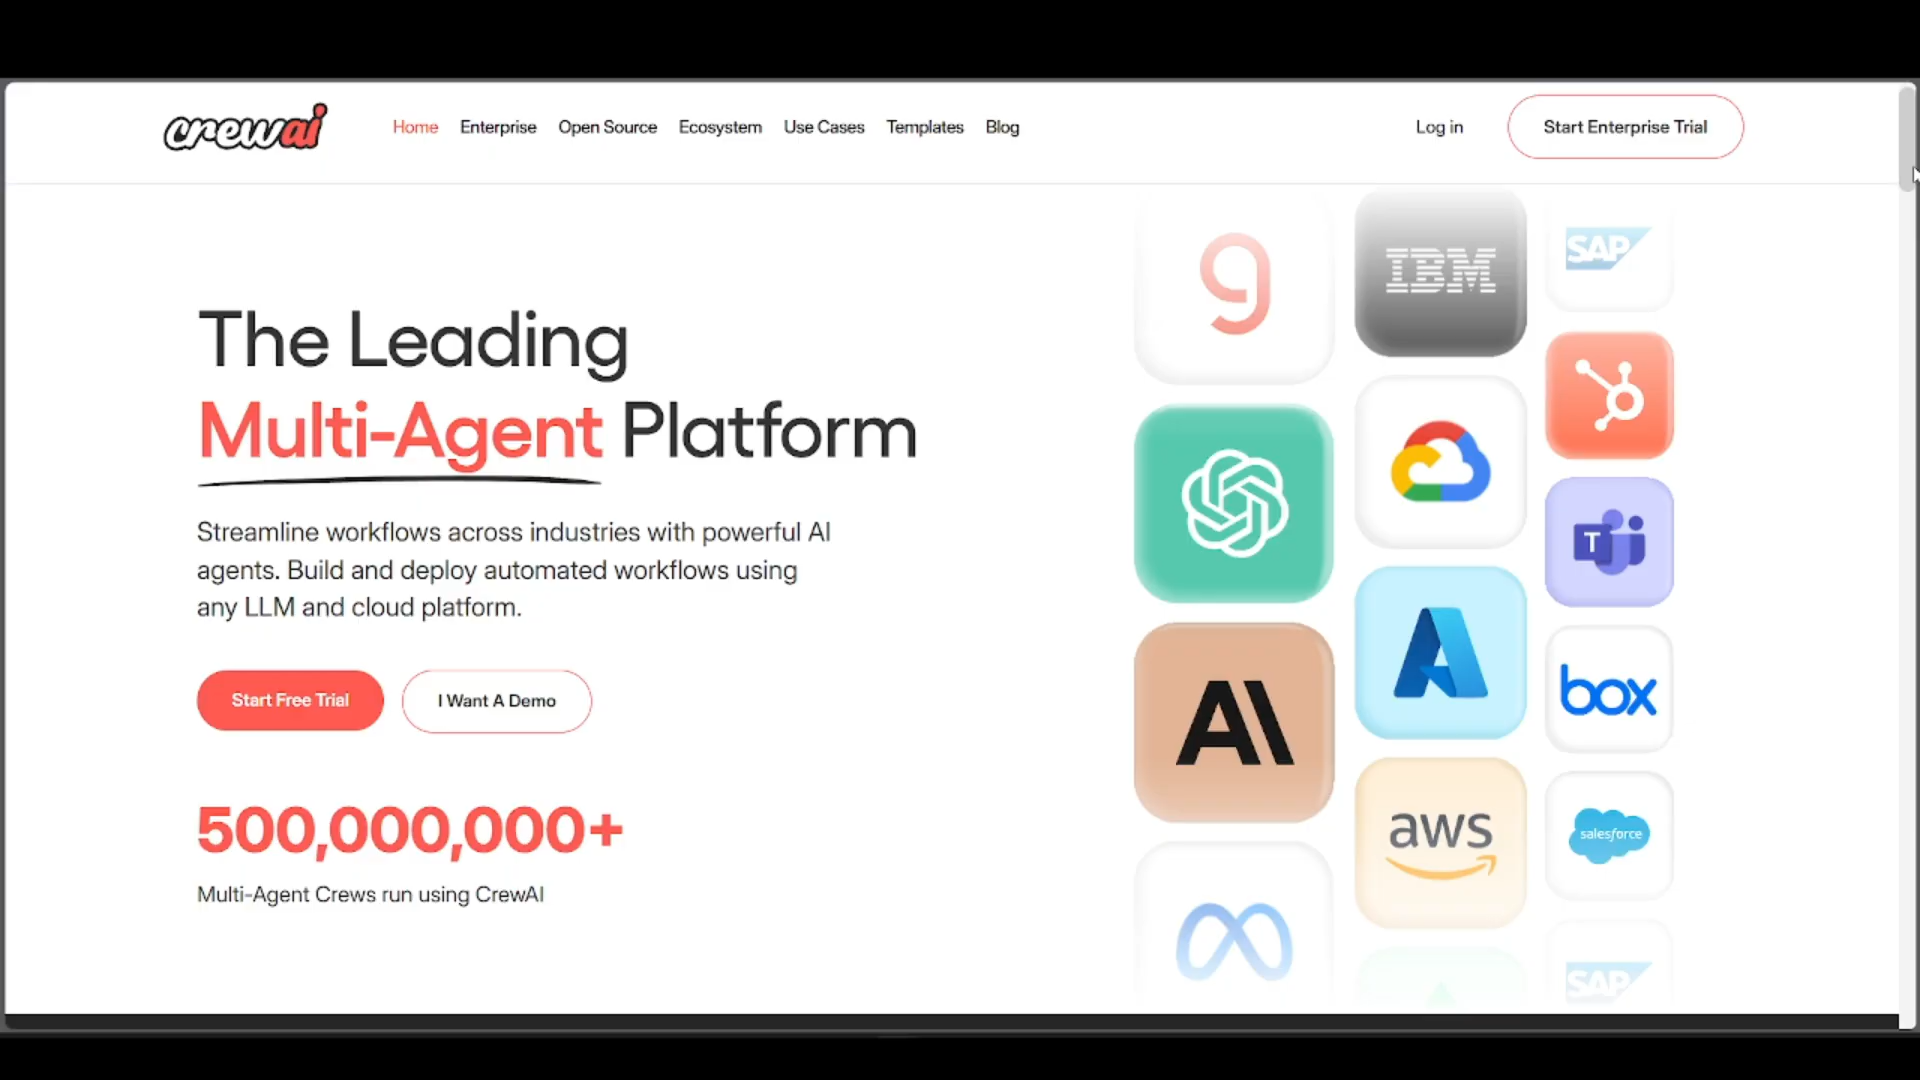 crewai
Home Enterprise Open Source Ecosystem Use Cases Templates Blog
Log in
Start Enterprise Trial
The Leading
Multi-Agent Platform
Streamline workflows across industries with powerful AI
agents. Build and deploy automated workflows using
any LLM and cloud platform.
Start Free Trial
I Want A Demo
500,000,000+
Multi-Agent Crews run using CrewAI
g
AI
IBM
aws
SAP
T
box
salesforce
SAP